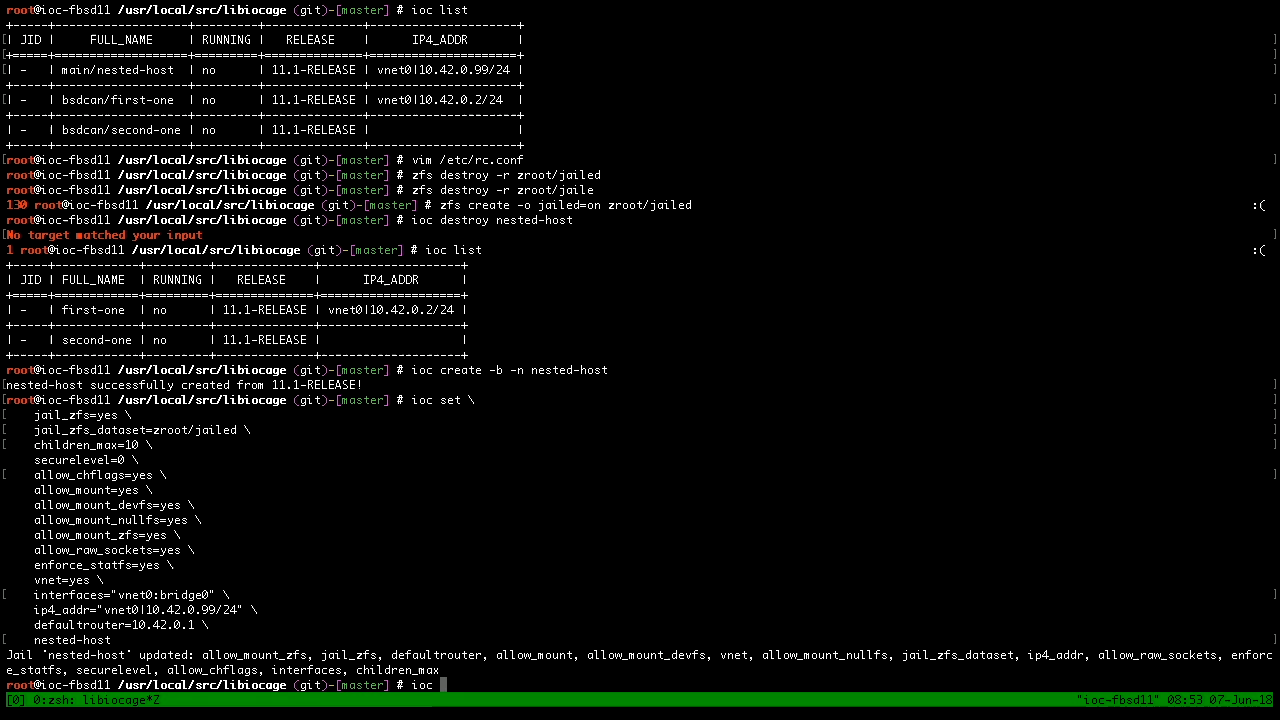 root@ioc-fbsd11 /usr/local/src/libiocage (git)-[master] # ioc list
+-----+-------------------+---------+--------------+---------------------+
| JID |     FULL_NAME     | RUNNING |   RELEASE    |      IP4_ADDR       |
+=====+===================+=========+==============+=====================+
| -   | main/nested-host  | no      | 11.1-RELEASE | vnet0|10.42.0.99/24 |
+-----+-------------------+---------+--------------+---------------------+
| -   | bsdcan/first-one  | no      | 11.1-RELEASE | vnet0|10.42.0.2/24  |
+-----+-------------------+---------+--------------+---------------------+
| -   | bsdcan/second-one | no      | 11.1-RELEASE |                     |
+-----+-------------------+---------+--------------+---------------------+
root@ioc-fbsd11 /usr/local/src/libiocage (git)-[master] # vim /etc/rc.conf
root@ioc-fbsd11 /usr/local/src/libiocage (git)-[master] # zfs destroy -r zroot/jailed
root@ioc-fbsd11 /usr/local/src/libiocage (git)-[master] # zfs destroy -r zroot/jaile
130 root@ioc-fbsd11 /usr/local/src/libiocage (git)-[master] # zfs create -o jailed=on zroot/jailed :(
root@ioc-fbsd11 /usr/local/src/libiocage (git)-[master] # ioc destroy nested-host
No target matched your input
1 root@ioc-fbsd11 /usr/local/src/libiocage (git)-[master] # ioc list :(
+-----+------------+---------+--------------+--------------------+
| JID | FULL_NAME  | RUNNING |   RELEASE    |      IP4_ADDR      |
+=====+============+=========+==============+====================+
| -   | first-one  | no      | 11.1-RELEASE | vnet0|10.42.0.2/24 |
+-----+------------+---------+--------------+--------------------+
| -   | second-one | no      | 11.1-RELEASE |                    |
+-----+------------+---------+--------------+--------------------+
root@ioc-fbsd11 /usr/local/src/libiocage (git)-[master] # ioc create -b -n nested-host
nested-host successfully created from 11.1-RELEASE!
root@ioc-fbsd11 /usr/local/src/libiocage (git)-[master] # ioc set \
    jail_zfs=yes \
    jail_zfs_dataset=zroot/jailed \
    children_max=10 \
    securelevel=0 \
    allow_chflags=yes \
    allow_mount=yes \
    allow_mount_devfs=yes \
    allow_mount_nullfs=yes \
    allow_mount_zfs=yes \
    allow_raw_sockets=yes \
    enforce_statfs=yes \
    vnet=yes \
    interfaces="vnet0:bridge0" \
    ip4_addr="vnet0|10.42.0.99/24" \
    defaultrouter=10.42.0.1 \
    nested-host
Jail 'nested-host' updated: allow_mount_zfs, jail_zfs, defaultrouter, allow_mount, allow_mount_devfs, vnet, allow_mount_nullfs, jail_zfs_dataset, ip4_addr, allow_raw_sockets, enforc
e_statfs, securelevel, allow_chflags, interfaces, children_max
root@ioc-fbsd11 /usr/local/src/libiocage (git)-[master] # ioc
[0] 0:zsh: libiocage*Z "ioc-fbsd11" 08:53 07-Jun-18